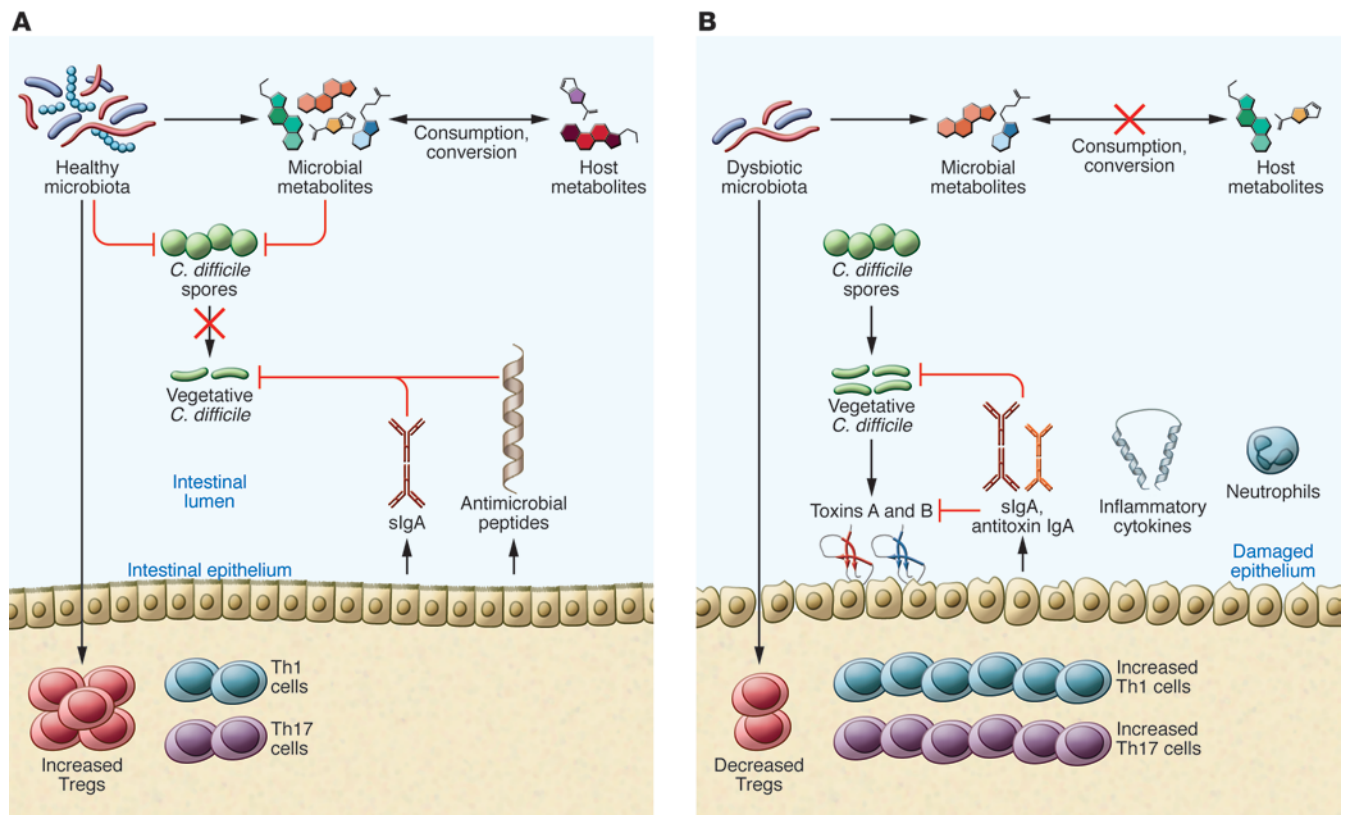 A
Healthy
microbiota
Microbial
metabolites
Consumption,
conversion
Host
metabolites
C. difficile
spores
Vegetative
C. difficile
Intestinal
lumen
sIgA
Antimicrobial
peptides
Intestinal epithelium
Th1
cells
Th17
cells
Increased
Tregs
B
Dysbiotic
microbiota
Microbial
metabolites
Consumption,
conversion
Host
metabolites
C. difficile
spores
Vegetative
C. difficile
Toxins A and B
sIgA,
antitoxin IgA
Inflammatory
cytokines
Neutrophils
Damaged
epithelium
Increased
Th1 cells
Increased
Th17 cells
Decreased
Tregs